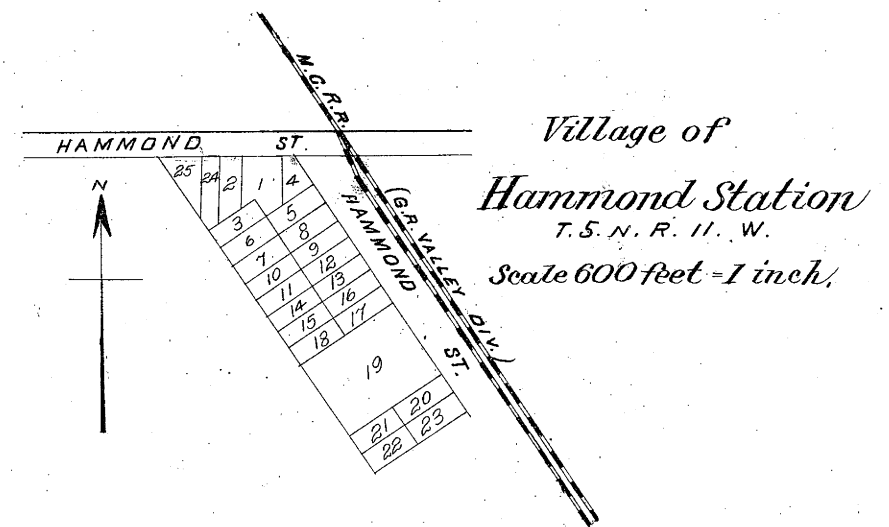 Village of
Hammond Station
T. 5. N. R. 11. W.
Scale 600 feet = 1 inch.
M.C.R.R.
(G.R. VALLEY DIV.)
HAMMOND ST.
HAMMOND ST.
N
25 24 2 1 4
3 5
6 8
7 9
10 12
11 13
14 16
15 17
18
19
20
21 23
22